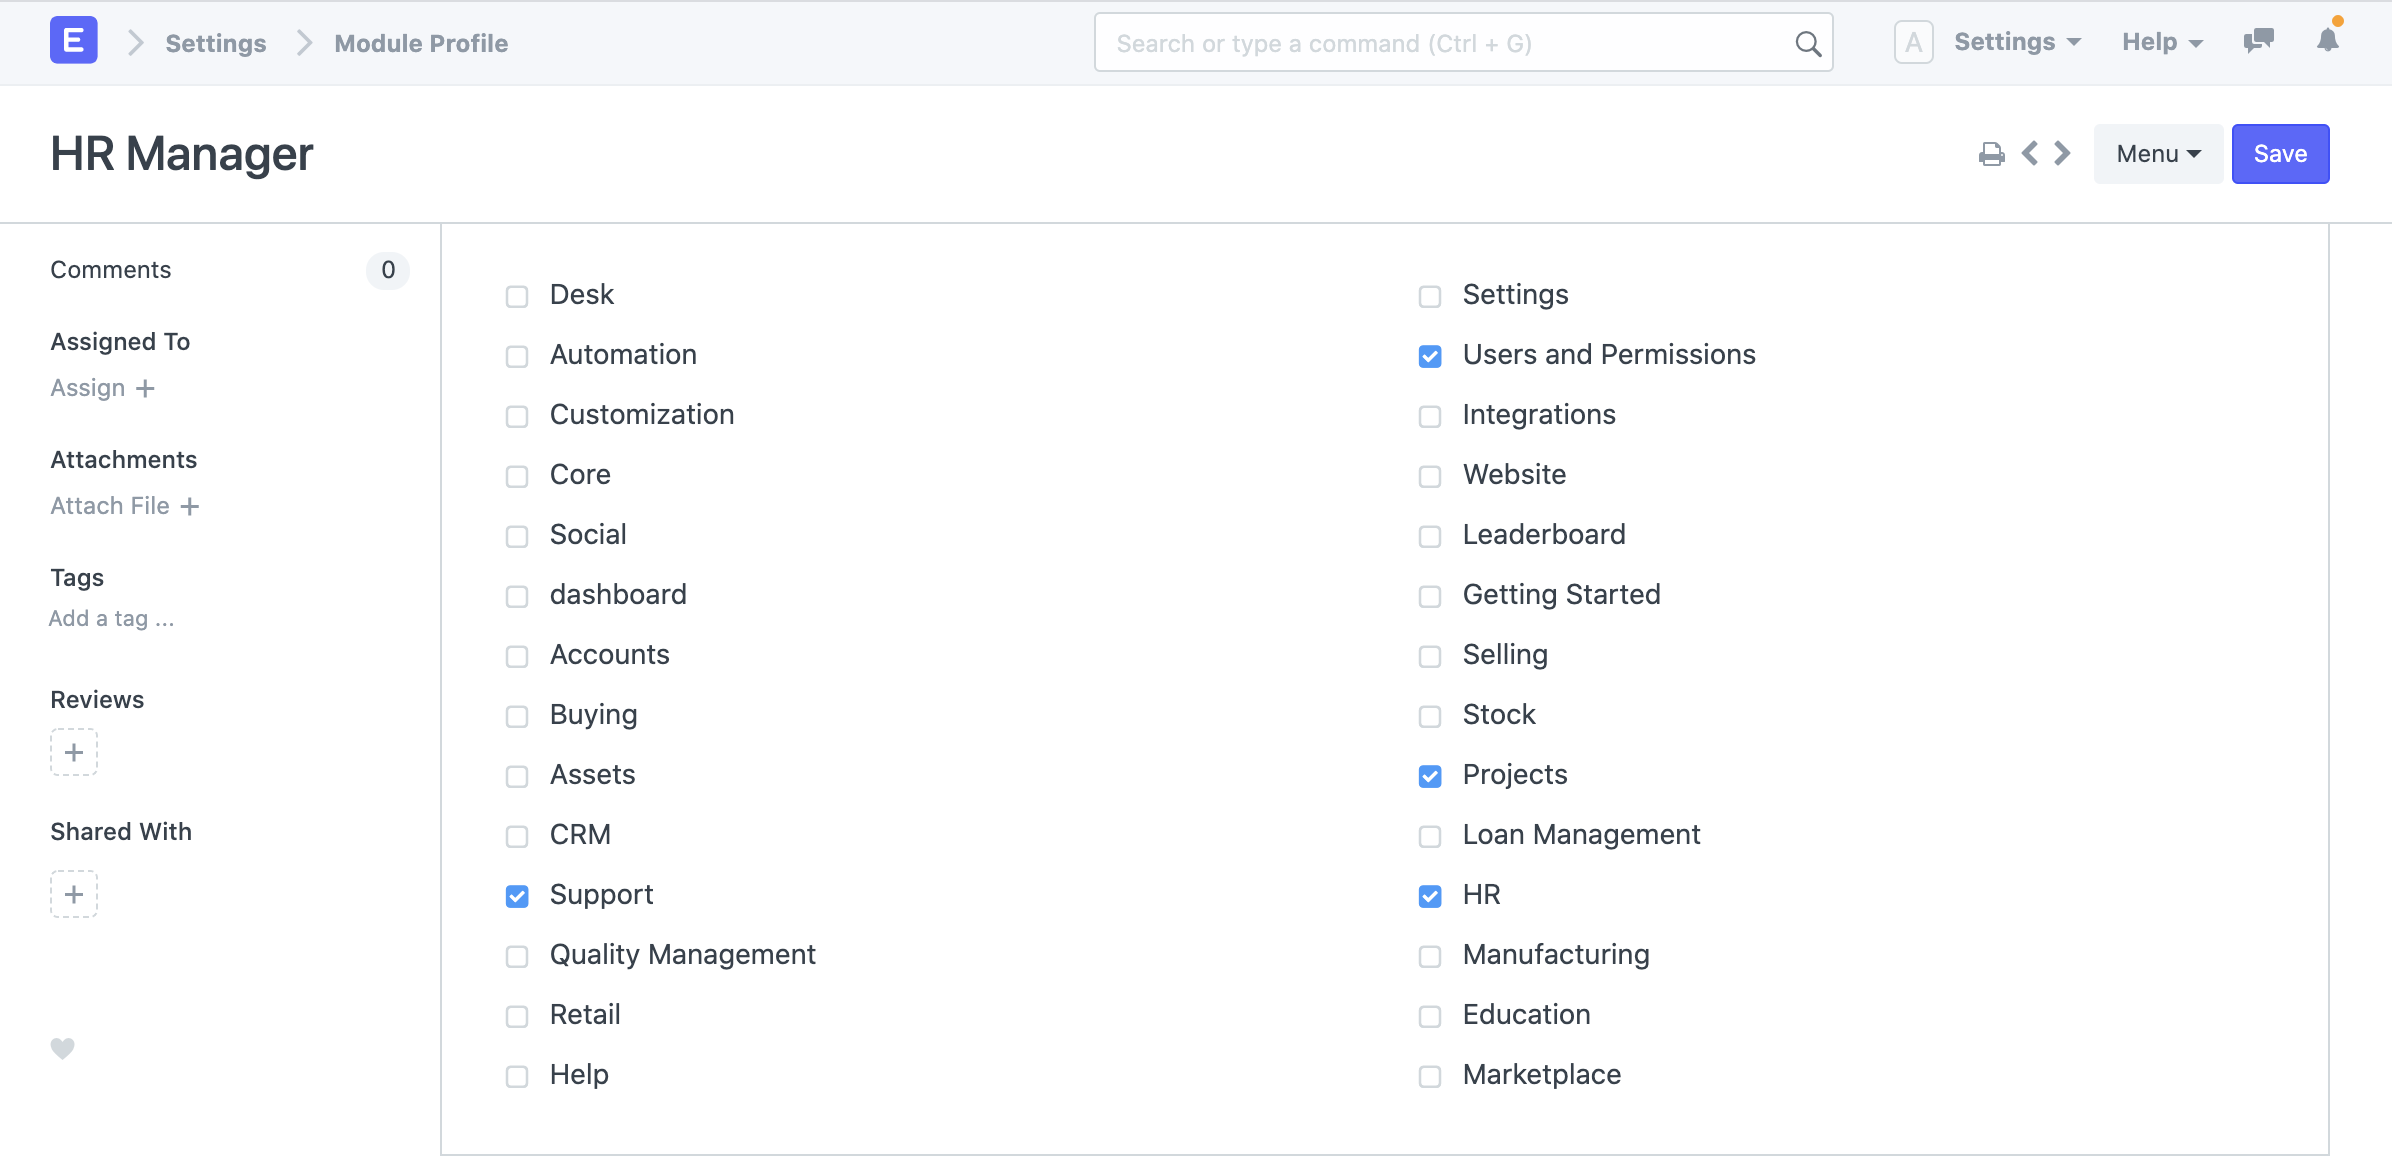 E Settings Module Profile Search or type a command (Ctrl + G) A Settings Help
HR Manager Menu Save
Comments 0
Assigned To
Assign +
Attachments
Attach File +
Tags
Add a tag ...
Reviews
+
Shared With
+
Desk
Automation
Customization
Core
Social
dashboard
Accounts
Buying
Assets
CRM
Support
Quality Management
Retail
Help
Settings
Users and Permissions
Integrations
Website
Leaderboard
Getting Started
Selling
Stock
Projects
Loan Management
HR
Manufacturing
Education
Marketplace